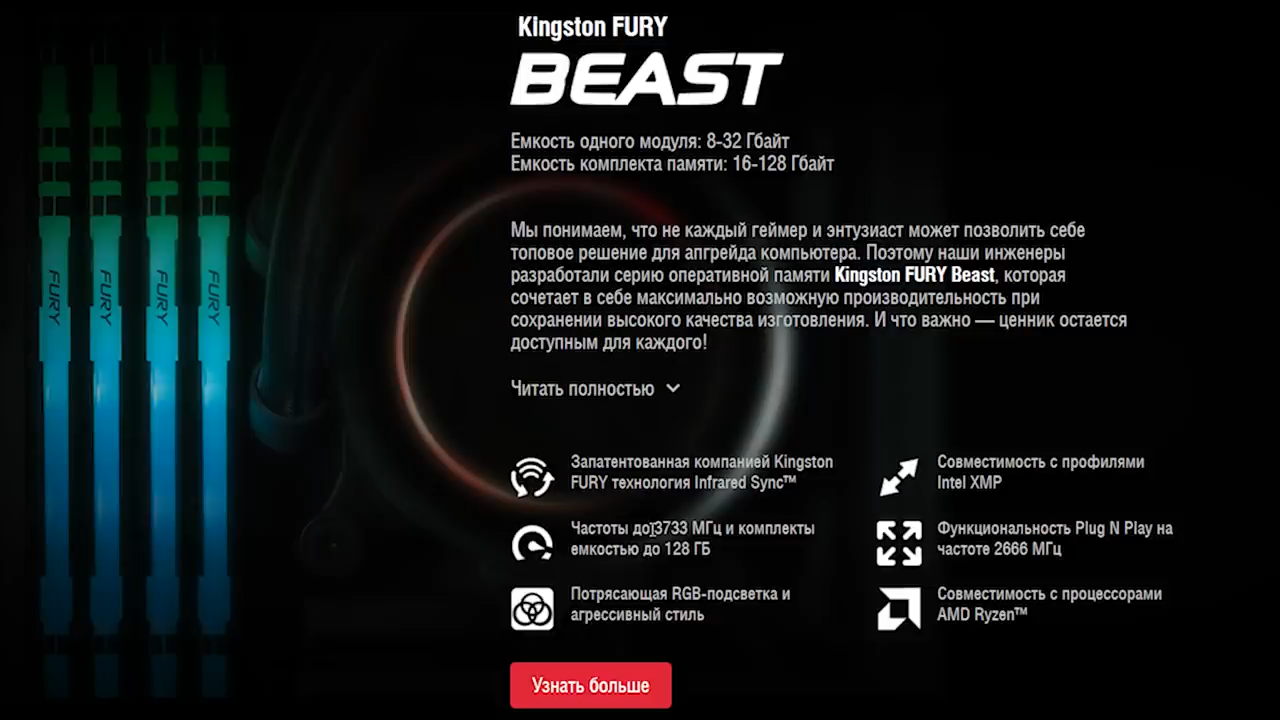 Kingston FURY
BEAST
Емкость одного модуля: 8-32 Гбайт
Емкость комплекта памяти: 16-128 Гбайт
Мы понимаем, что не каждый геймер и энтузиаст может позволить себе
топовое решение для апгрейда компьютера. Поэтому наши инженеры
разработали серию оперативной памяти Kingston FURY Beast, которая
сочетает в себе максимально возможную производительность при
сохранении высокого качества изготовления. И что важно — ценник остается
доступным для каждого!
Читать полностью
Запатентованная компанией Kingston
FURY технология Infrared Sync™
Совместимость с профилями
Intel XMP
Частоты до 3733 МГц и комплекты
емкостью до 128 ГБ
Функциональность Plug N Play на
частоте 2666 МГц
Потрясающая RGB-подсветка и
агрессивный стиль
Совместимость с процессорами
AMD Ryzen™
Узнать больше
FURY
FURY
FURY
FURY